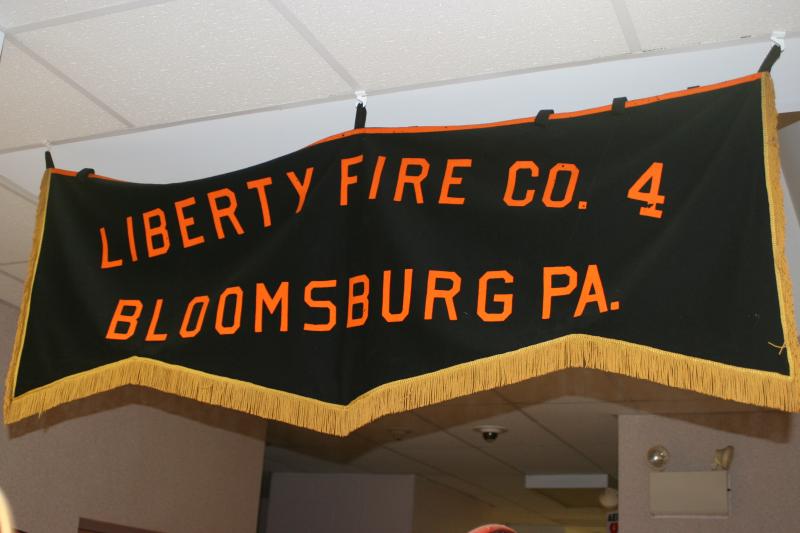 LIBERTY FIRE CO. 4
BLOOMSBURG PA.